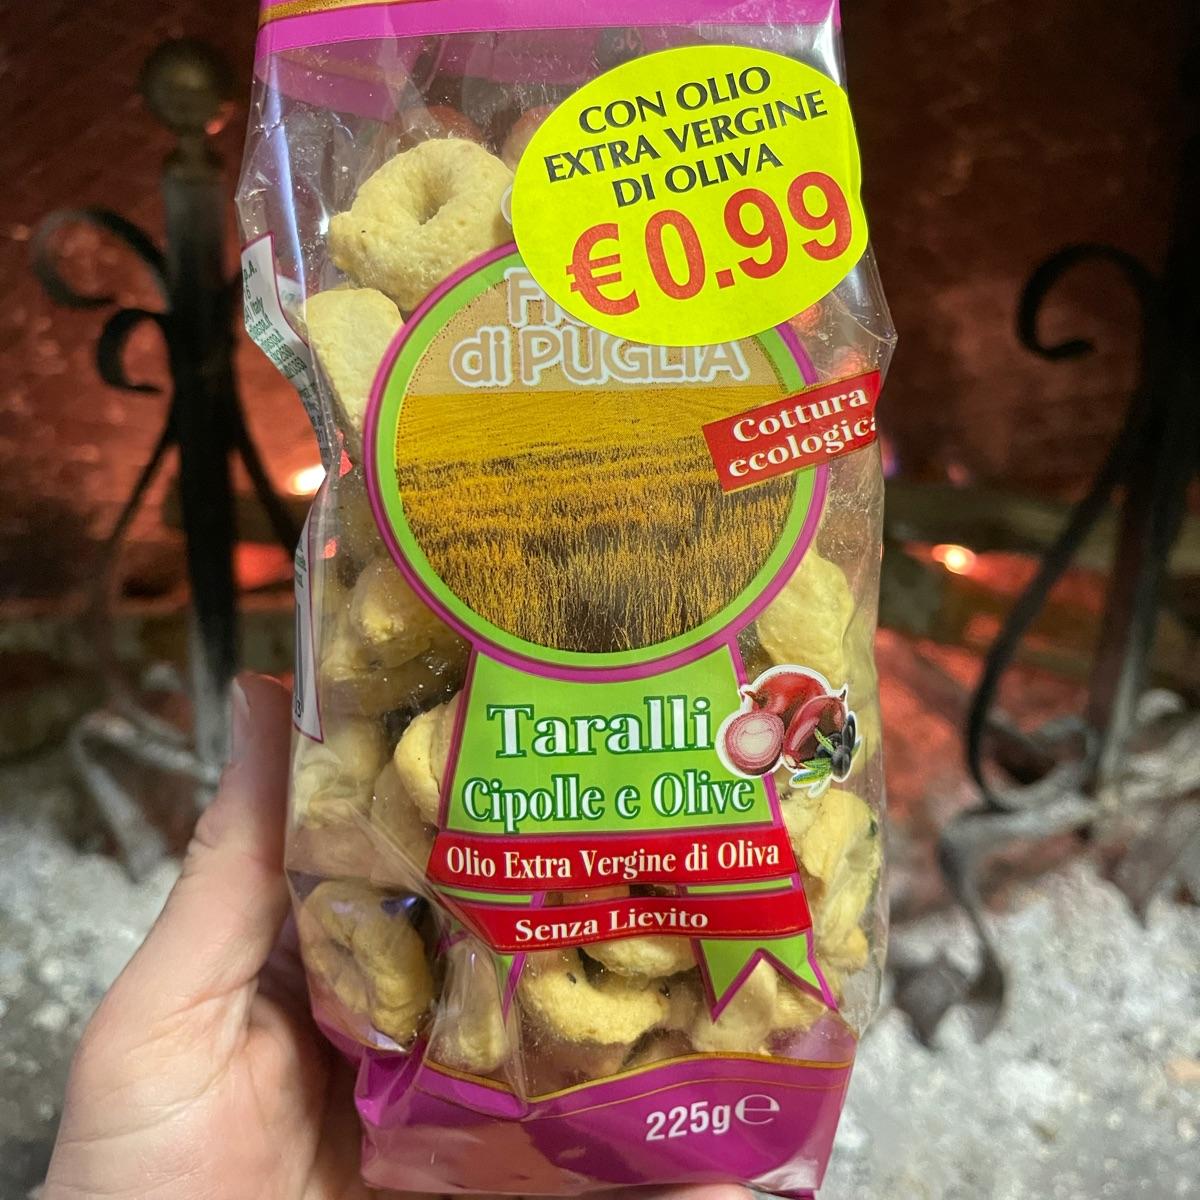 CON OLIO
EXTRA VERGINE
DI OLIVA
€0.99
di PUGLIA
Cottura
ecologica
Taralli
Cipolle e Olive
Olio Extra Vergine di Oliva
Senza Lievito
225g℮
Italy